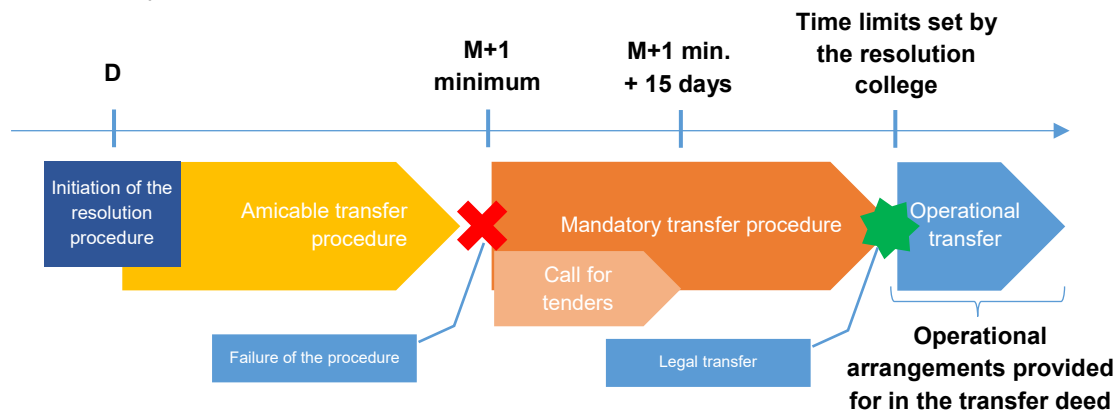 D
M+1
minimum
M+1 min.
+ 15 days
Time limits set by
the resolution
college
Initiation of the
resolution
procedure
Amicable transfer
procedure
Mandatory transfer procedure
Call for
tenders
Operational
transfer
Failure of the procedure
Legal transfer
Operational
arrangements provided
for in the transfer deed